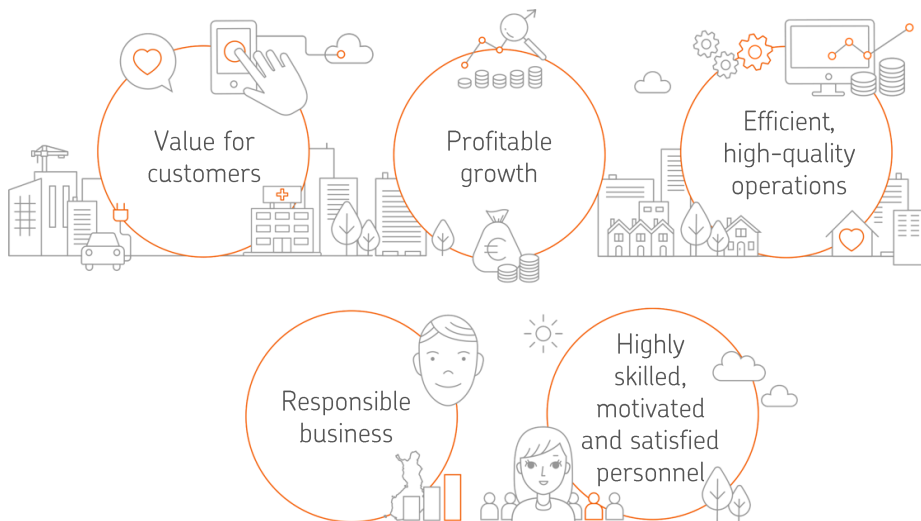 Value for
customers
Profitable
growth
Efficient,
high-quality
operations
Responsible
business
Highly
skilled,
motivated
and satisfied
personnel
€